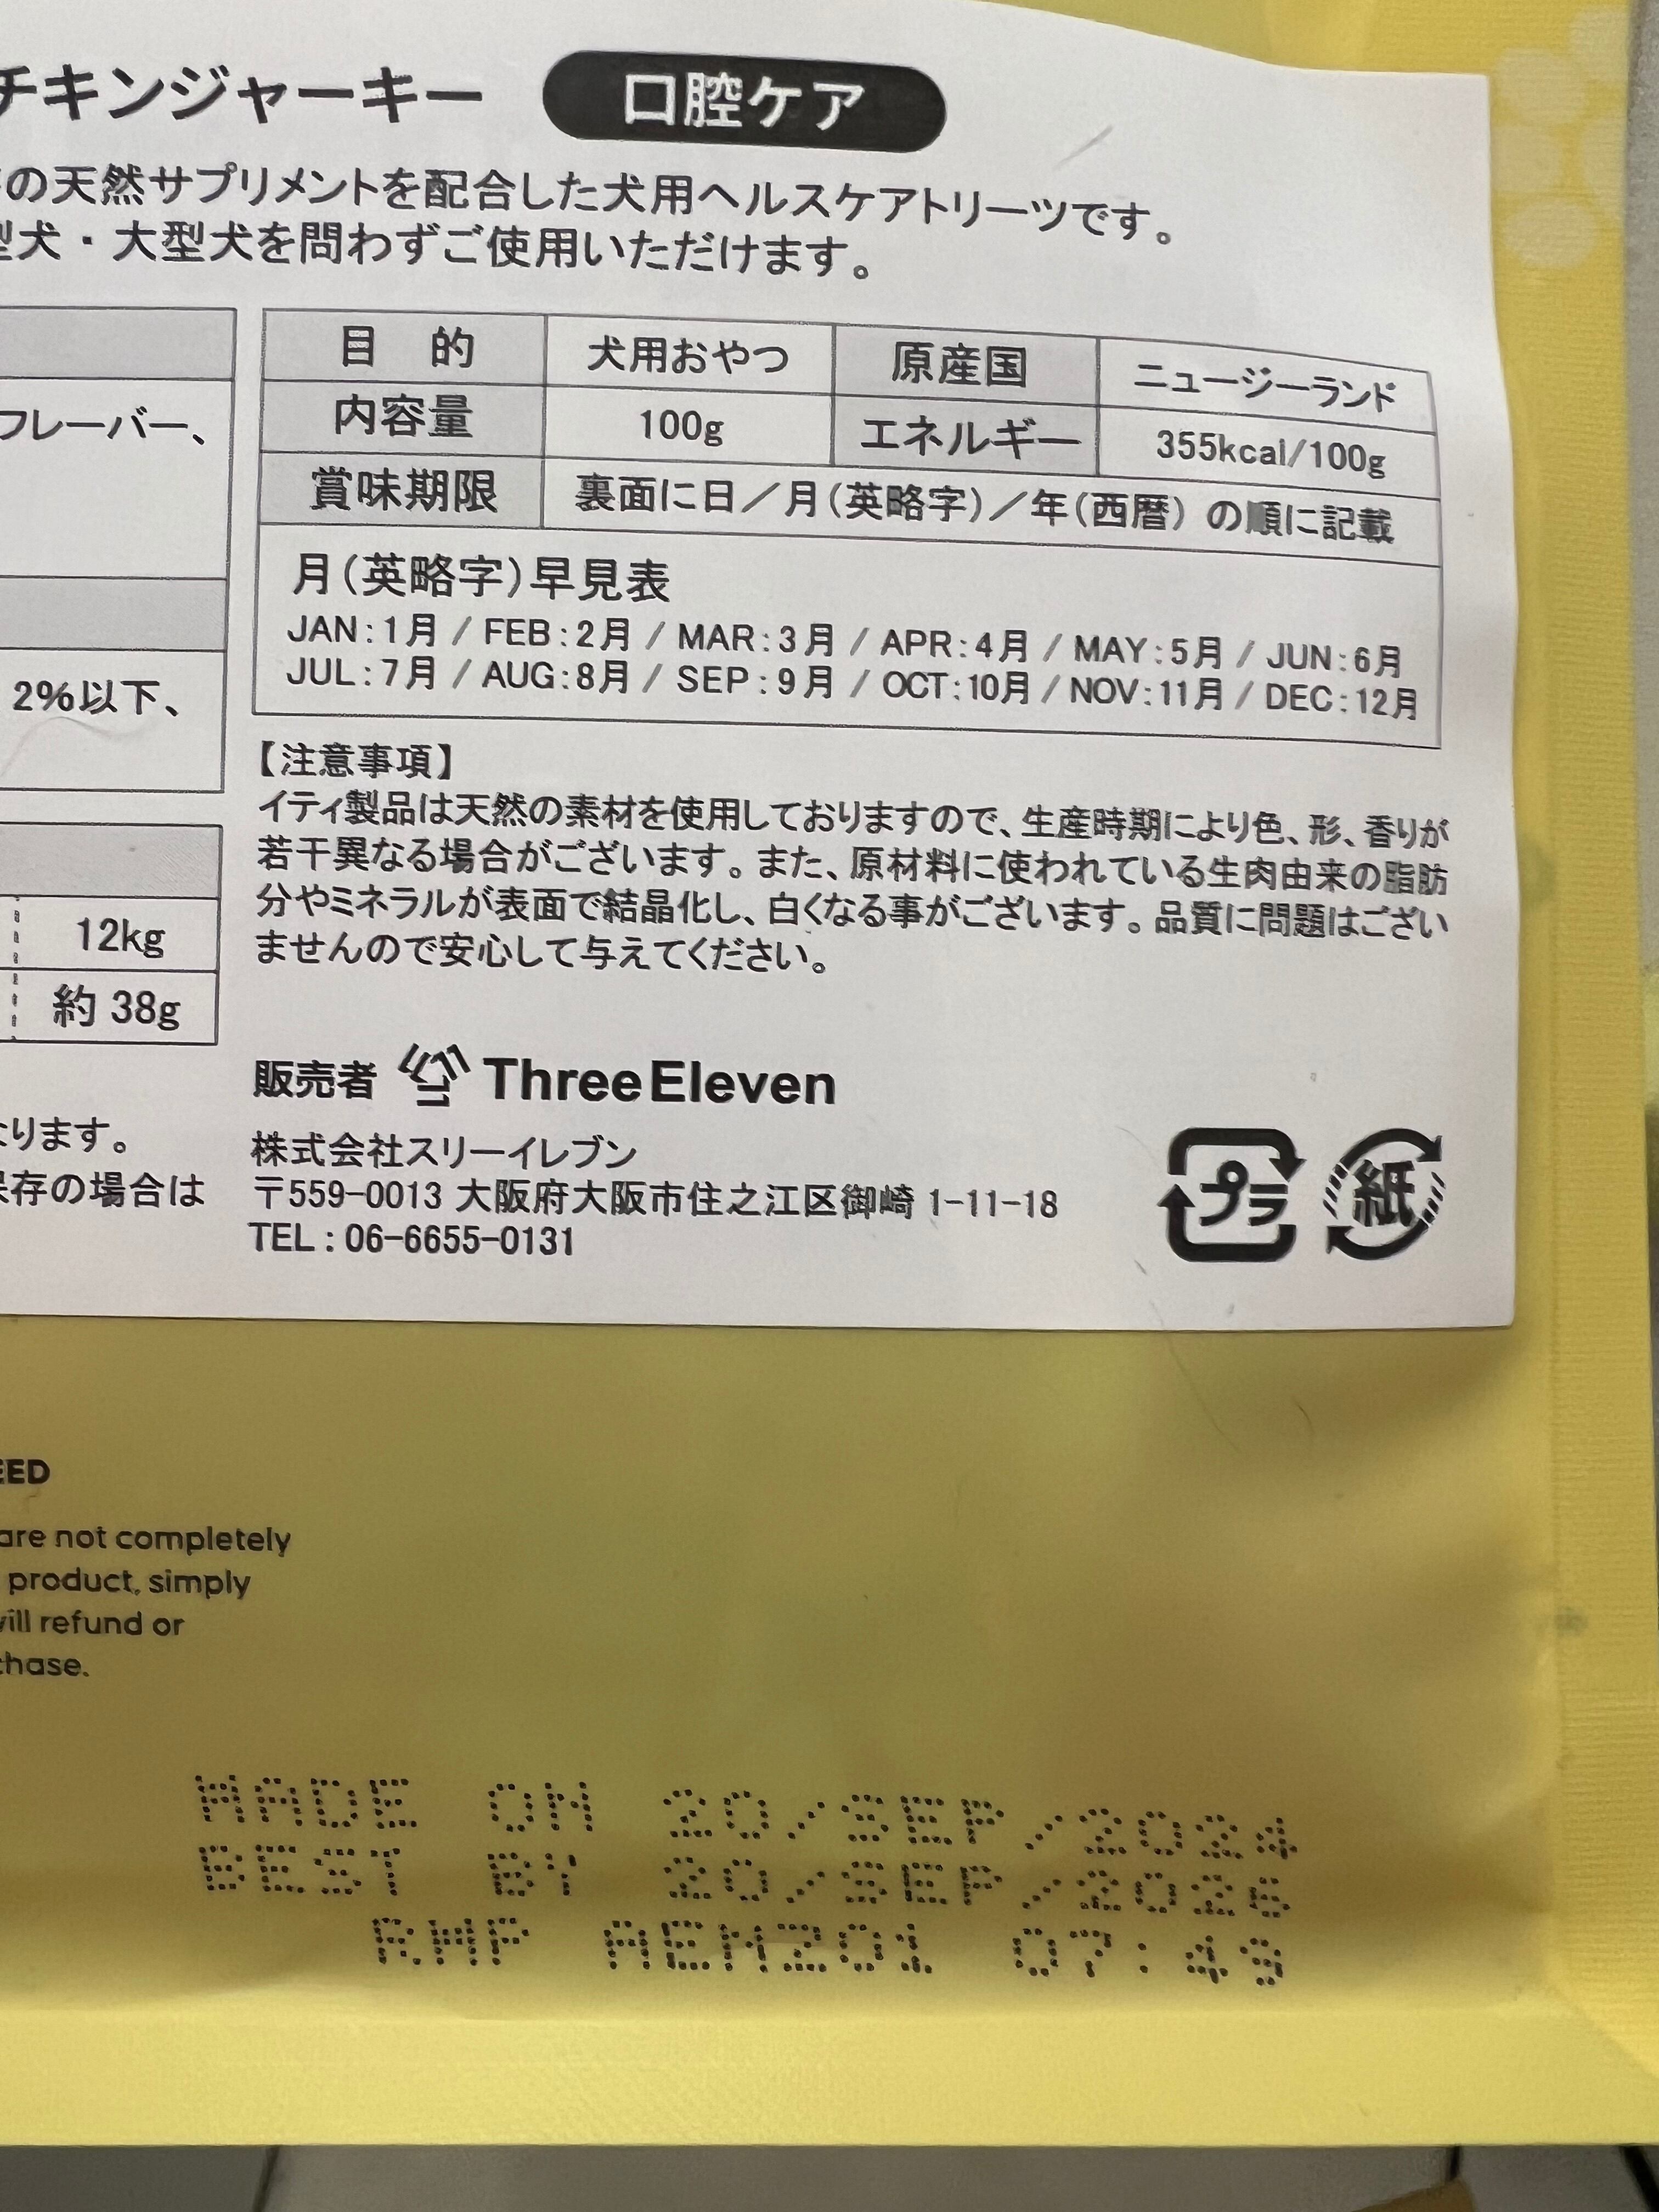 チキンジャーキー 口腔ケア
の天然サプリメントを配合した犬用ヘルスケアトリーツです。
型犬・大型犬を問わずご使用いただけます。
フレーバー、
2%以下、
12kg
約 38g
ります。
保存の場合は
目 的 犬用おやつ 原産国 ニュージーランド
内容量 100g エネルギー 355kcal/100g
賞味期限 裏面に日／月(英略字)／年(西暦) の順に記載
月(英略字)早見表
JAN:1月 / FEB:2月 / MAR:3月 / APR:4月 / MAY:5月 / JUN:6月
JUL:7月 / AUG:8月 / SEP:9月 / OCT:10月 / NOV:11月 / DEC:12月
【注意事項】
イティ製品は天然の素材を使用しておりますので、生産時期により色、形、香りが
若干異なる場合がございます。また、原材料に使われている生肉由来の脂肪
分やミネラルが表面で結晶化し、白くなる事がございます。品質に問題はござい
ませんので安心して与えてください。
販売者 Three Eleven
株式会社スリーイレブン
〒559-0013 大阪府大阪市住之江区御崎 1-11-18
TEL : 06-6655-0131
プラ 紙
EED
are not completely
product, simply
will refund or
chase.
MADE ON 20/SEP/2024
BEST BY 20/SEP/2026
RMP 07:49